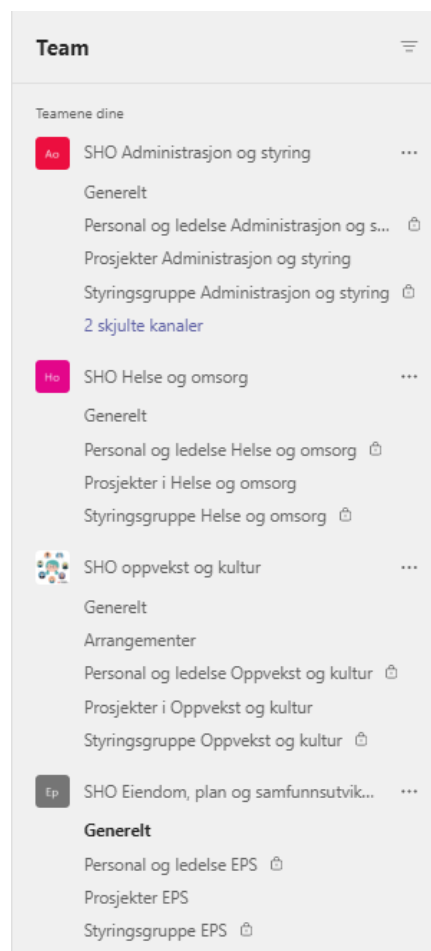 Team
Teamene dine
Ao SHO Administrasjon og styring
Generelt
Personal og ledelse Administrasjon og s...
Prosjekter Administrasjon og styring
Styringsgruppe Administrasjon og styring
2 skjulte kanaler
Ho SHO Helse og omsorg
Generelt
Personal og ledelse Helse og omsorg
Prosjekter i Helse og omsorg
Styringsgruppe Helse og omsorg
SHO oppvekst og kultur
Generelt
Arrangementer
Personal og ledelse Oppvekst og kultur
Prosjekter i Oppvekst og kultur
Styringsgruppe Oppvekst og kultur
Ep SHO Eiendom, plan og samfunnsutvik...
Generelt
Personal og ledelse EPS
Prosjekter EPS
Styringsgruppe EPS